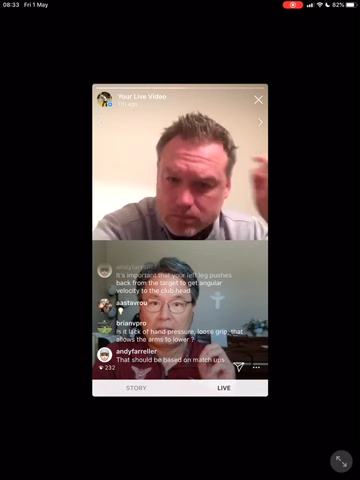 08:33 Fri 1 May
82%
Your Live Video
ago
andyfarreller
It's important that your left leg pushes
back from the target to get angular
velocity to the club head
aastavrou
brianvpro
Is it lack of hand pressure, loose grip, that
allows the arms to lower ?
andyfarreller
That should be based on match ups
232
STORY
LIVE